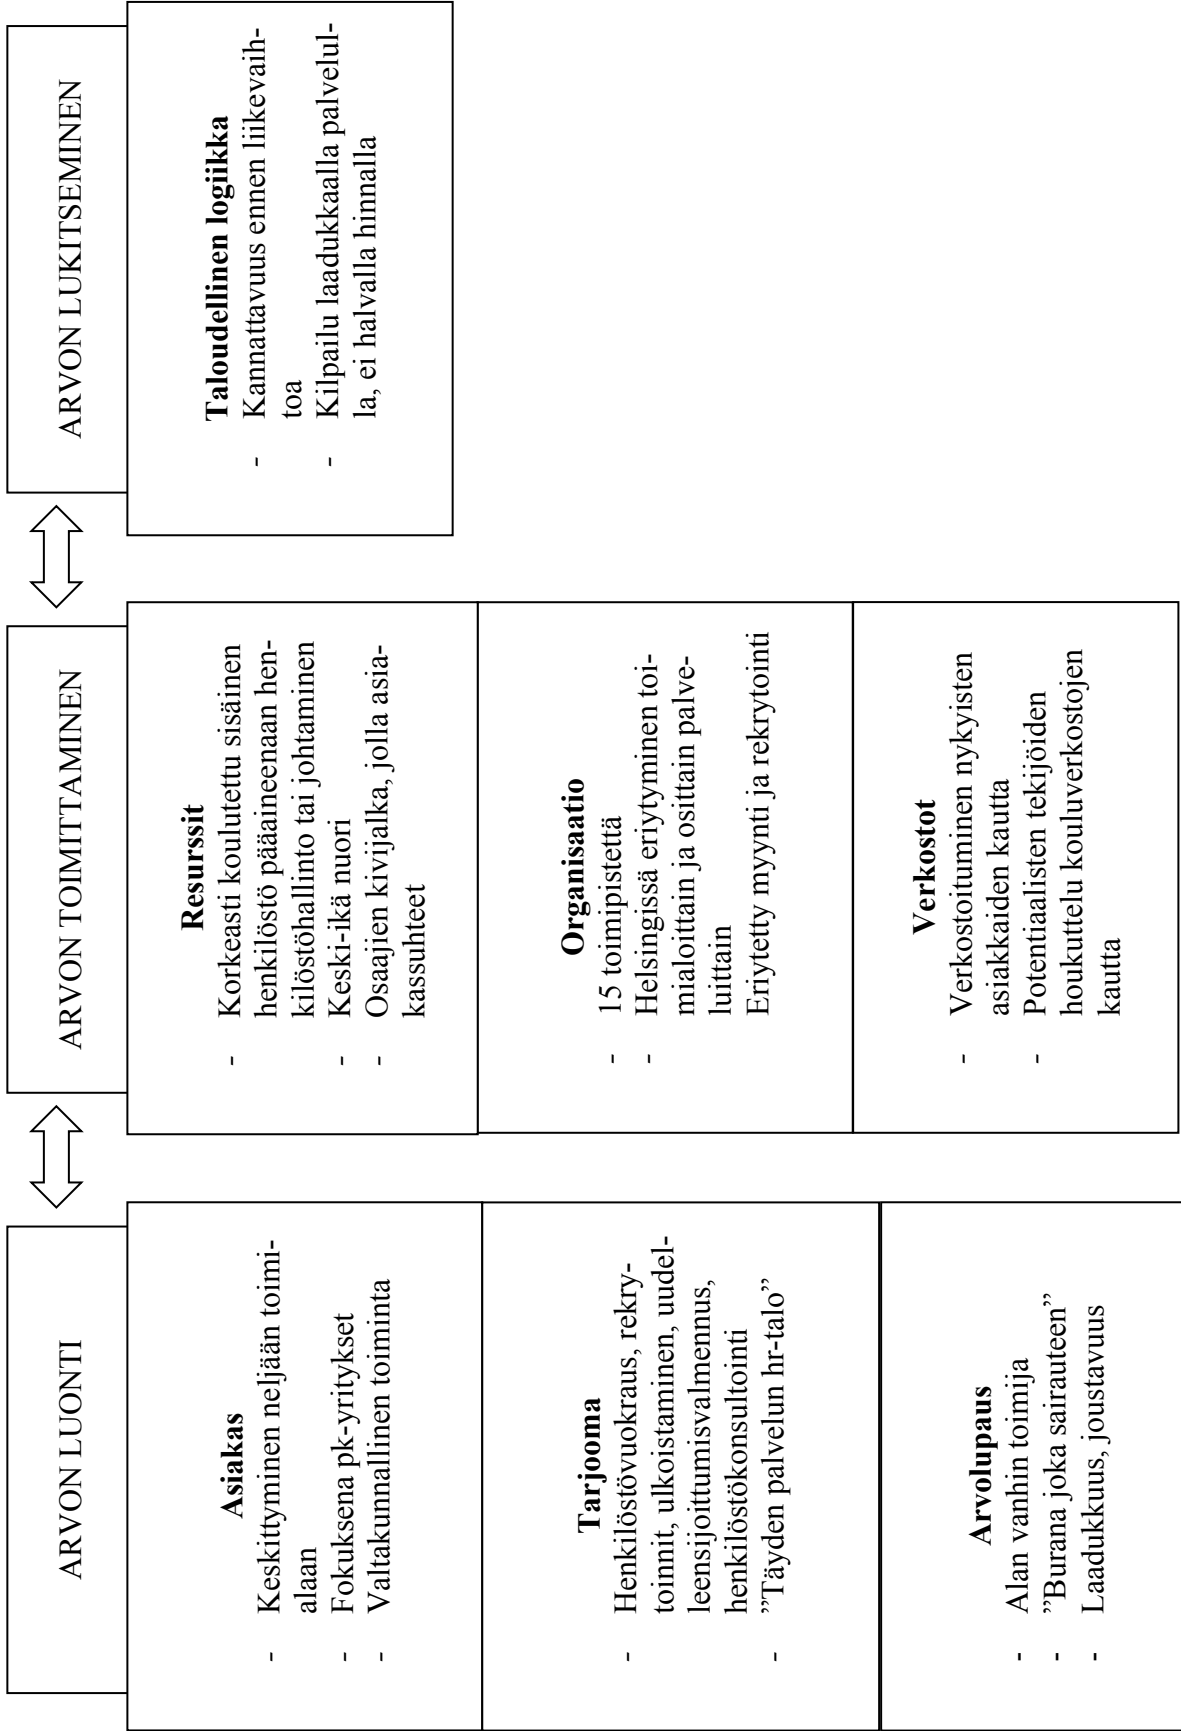 ARVON LUONTI
Asiakas
- Keskittyminen neljään toimi-
alaan
- Fokuksena pk-yritykset
- Valtakunnallinen toiminta
Tarjooma
- Henkilöstövuokraus, rekry-
toinnit, ulkoistaminen, uudel-
leensijoittumisvalmennus,
henkilöstökonsultointi
- ”Täyden palvelun hr-talo”
Arvolupaus
- Alan vanhin toimija
- ”Burana joka sairauteen”
- Laadukkuus, joustavuus
ARVON TOIMITTAMINEN
Resurssit
- Korkeasti koulutettu sisäinen
henkilöstö pääaineenaan hen-
kilöstöhallinto tai johtaminen
- Keski-ikä nuori
- Osaajien kivijalka, jolla asia-
kassuhteet
Organisaatio
- 15 toimipistettä
- Helsingissä eriytyminen toi-
mialoittain ja osittain palve-
luittain
Eriytetty myynti ja rekrytointi
Verkostot
- Verkostoituminen nykyisten
asiakkaiden kautta
- Potentiaalisten tekijöiden
houkuttelu kouluverkostojen
kautta
ARVON LUKITSEMINEN
Taloudellinen logiikka
- Kannattavuus ennen liikevaih-
toa
- Kilpailu laadukkaalla palvelul-
la, ei halvalla hinnalla